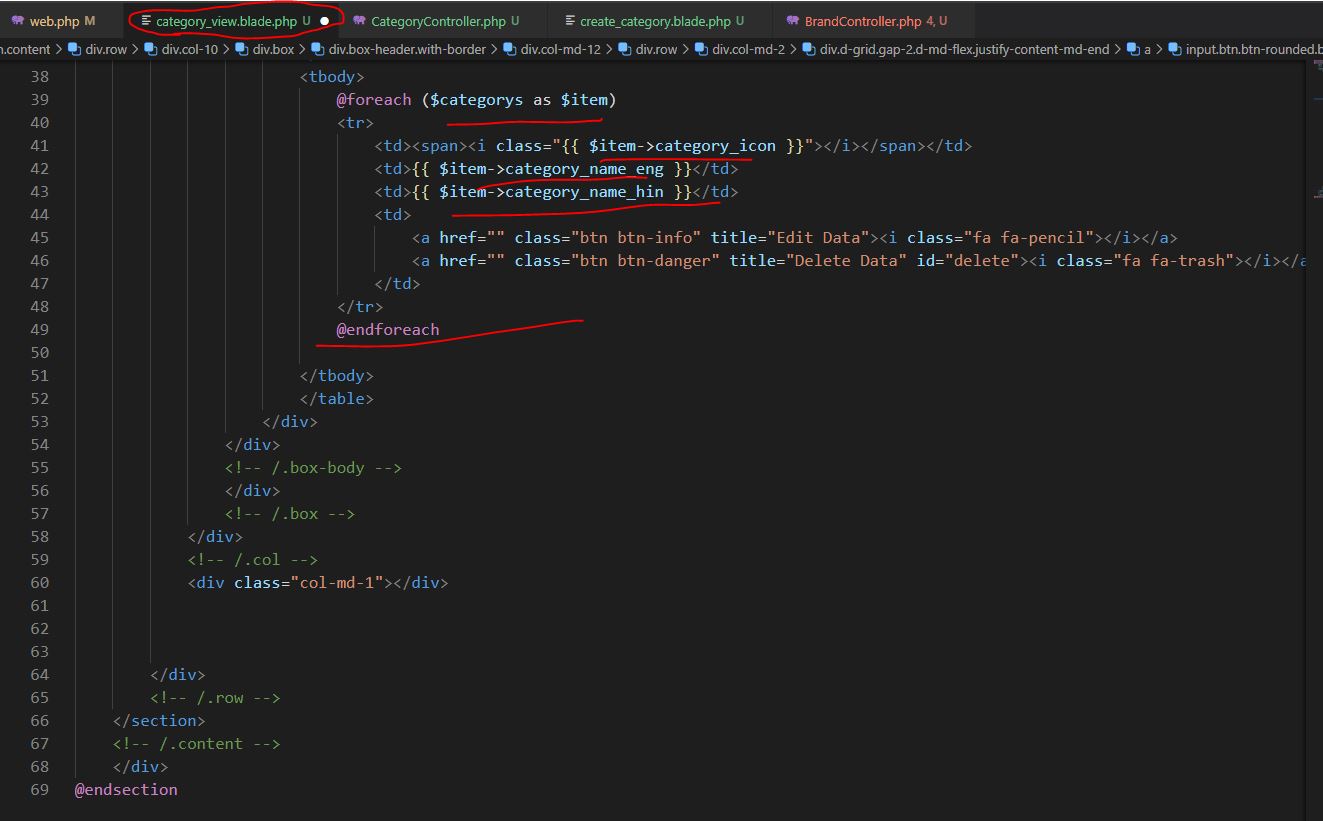 web.php M category_view.blade.php U CategoryController.php U create_category.blade.php U BrandController.php 4, U
n.content > div.row > div.col-10 > div.box > div.box-header.with-border > div.col-md-12 > div.row > div.col-md-2 > div.d-grid.gap-2.d-md-flex.justify-content-md-end > a > input.btn.btn-rounded.b
38 <tbody>
39 @foreach ($categorys as $item)
40 <tr>
41 <td><span><i class="{{ $item->category_icon }}"></i></span></td>
42 <td>{{ $item->category_name_eng }}</td>
43 <td>{{ $item->category_name_hin }}</td>
44 <td>
45 <a href="" class="btn btn-info" title="Edit Data"><i class="fa fa-pencil"></i></a>
46 <a href="" class="btn btn-danger" title="Delete Data" id="delete"><i class="fa fa-trash"></i></a
47 </td>
48 </tr>
49 @endforeach
50
51 </tbody>
52 </table>
53 </div>
54 </div>
55 <!-- /.box-body -->
56 </div>
57 <!-- /.box -->
58 </div>
59 <!-- /.col -->
60 <div class="col-md-1"></div>
61
62
63
64 </div>
65 <!-- /.row -->
66 </section>
67 <!-- /.content -->
68 </div>
69 @endsection